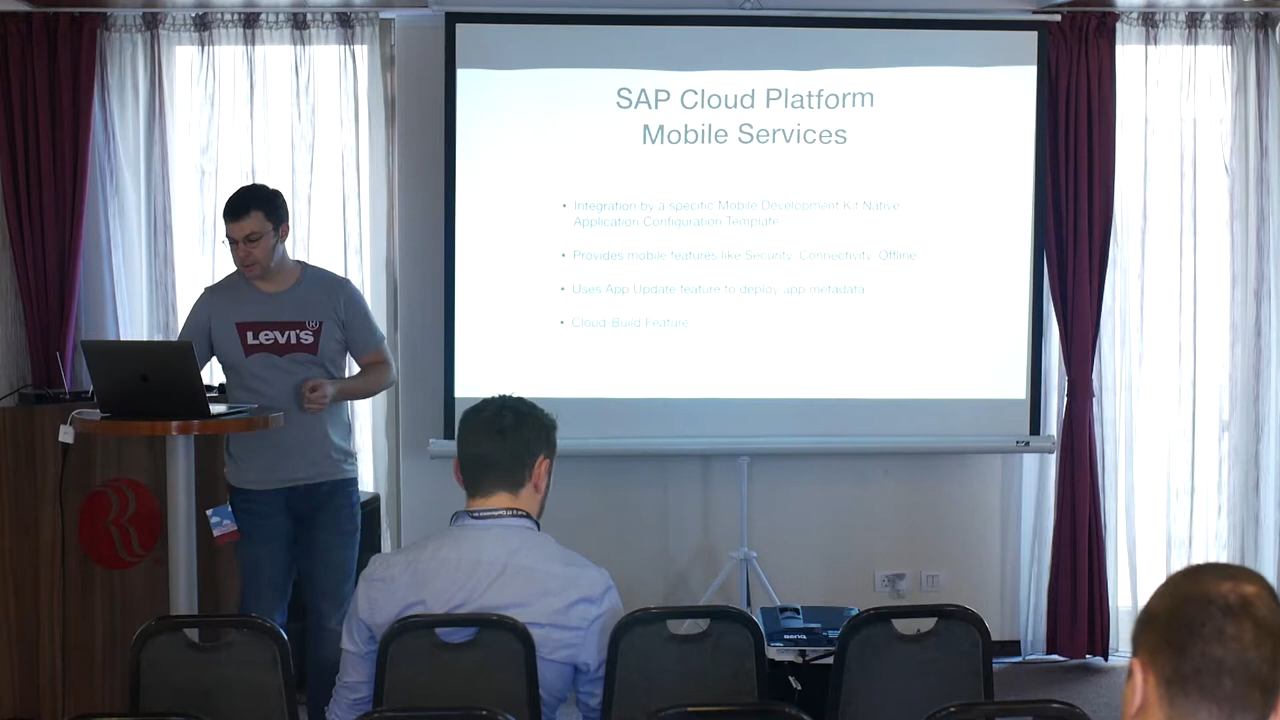 SAP Cloud Platform
Mobile Services
• Integration by a specific Mobile Development Kit Native
Application Configuration Template
• Provides mobile features like Security, Connectivity, Offline
• Uses App Update feature to deploy app metadata
• Cloud-Build Feature
LEVI'S ®
BENQ